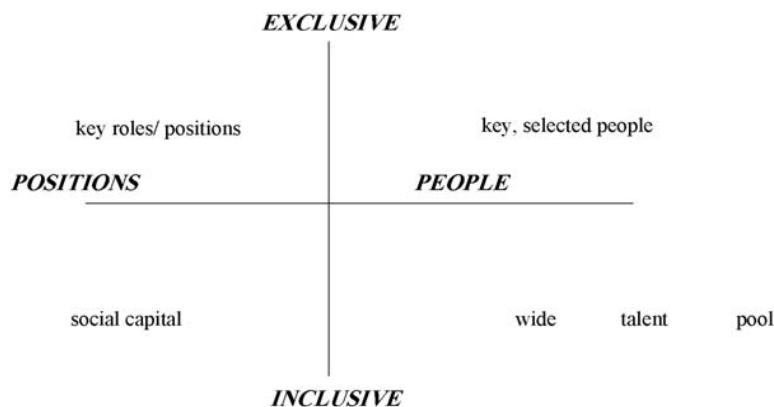 EXCLUSIVE
key roles/ positions
key, selected people
POSITIONS
PEOPLE
social capital
wide talent pool
INCLUSIVE